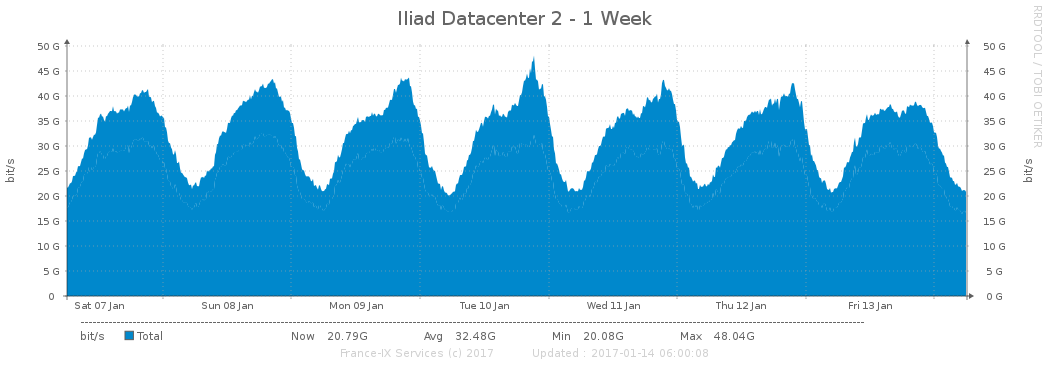 Iliad Datacenter 2 - 1 Week
RRDTOOL / TOBI OETIKER
bit/s
50 G 50 G
45 G 45 G
40 G 40 G
35 G 35 G
30 G 30 G
25 G 25 G
20 G 20 G
15 G 15 G
10 G 10 G
5 G 5 G
0 0 G
bit/s
Sat 07 Jan Sun 08 Jan Mon 09 Jan Tue 10 Jan Wed 11 Jan Thu 12 Jan Fri 13 Jan
bit/s Total Now 20.79G Avg 32.48G Min 20.08G Max 48.04G
France-IX Services (c) 2017 Updated : 2017-01-14 06:00:08